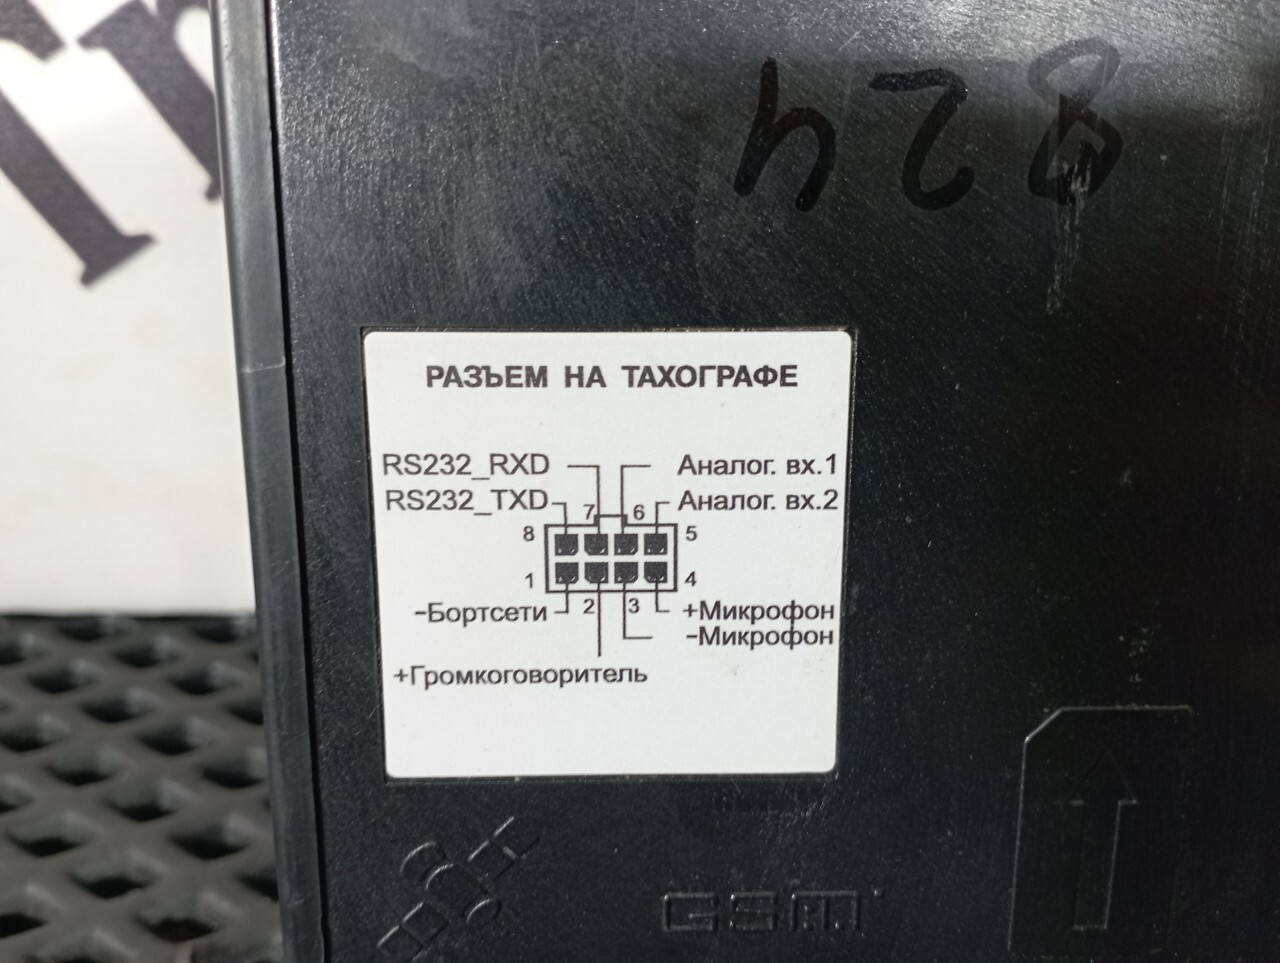 824
РАЗЪЕМ НА ТАХОГРАФЕ
RS232_RXD Аналог. вх.1
RS232_TXD 7 6 Аналог. вх.2
8 5
1 4
-Бортсети 2 3 +Микрофон
-Микрофон
+Громкоговоритель
GSM